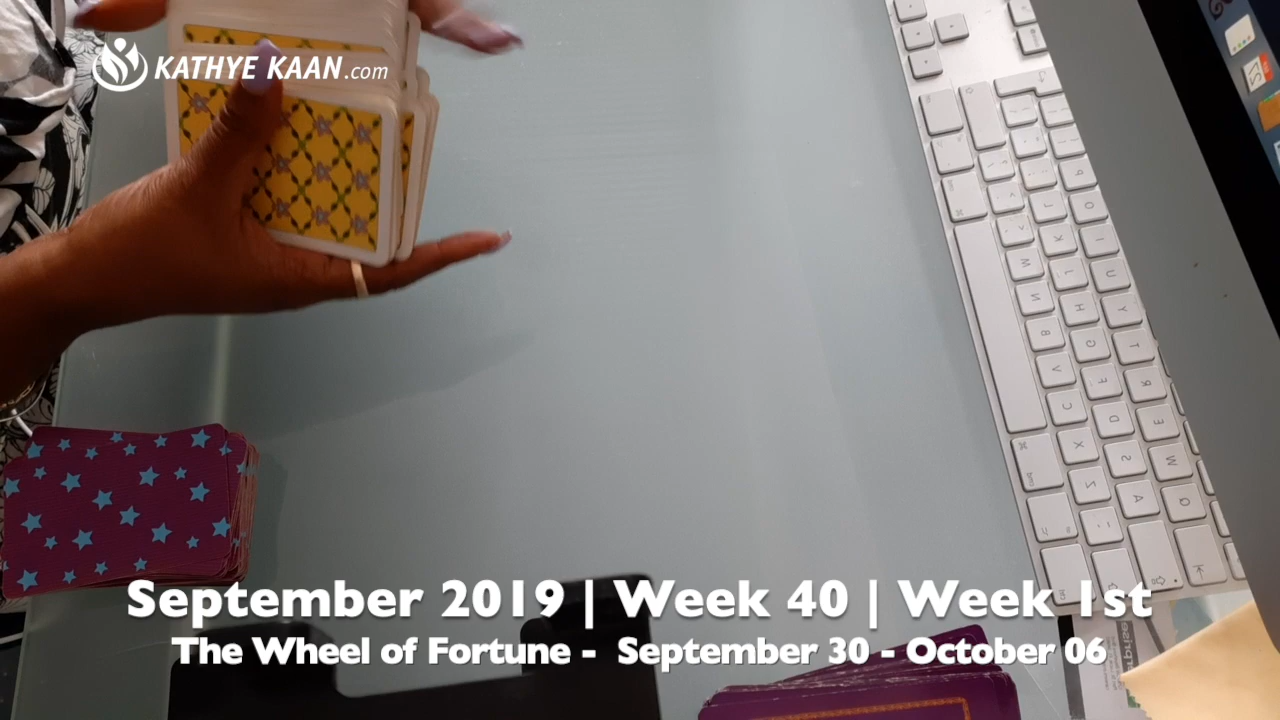 KATHYE KAAN.com
September 2019 | Week 40 | Week 1st
The Wheel of Fortune - September 30 - October 06